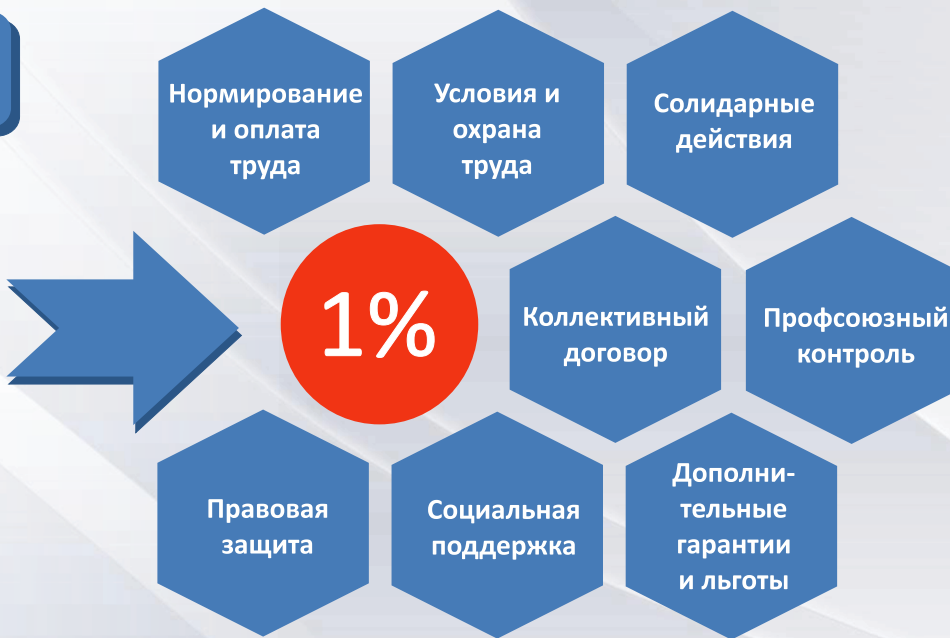 Нормирование
и оплата
труда
Условия и
охрана
труда
Солидарные
действия
1%
Коллективный
договор
Профсоюзный
контроль
Правовая
защита
Социальная
поддержка
Дополни-
тельные
гарантии
и льготы